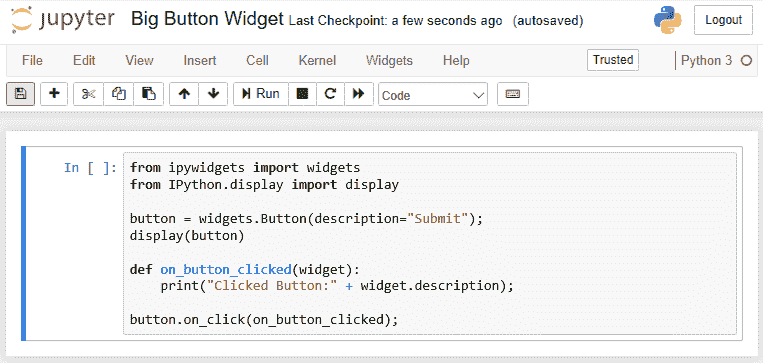 jupyter Big Button Widget Last Checkpoint: a few seconds ago (autosaved) Logout
File Edit View Insert Cell Kernel Widgets Help Trusted Python 3
Run Code
In [ ]: from ipywidgets import widgets
from IPython.display import display
button = widgets.Button(description="Submit");
display(button)
def on_button_clicked(widget):
    print("Clicked Button:" + widget.description);
button.on_click(on_button_clicked);